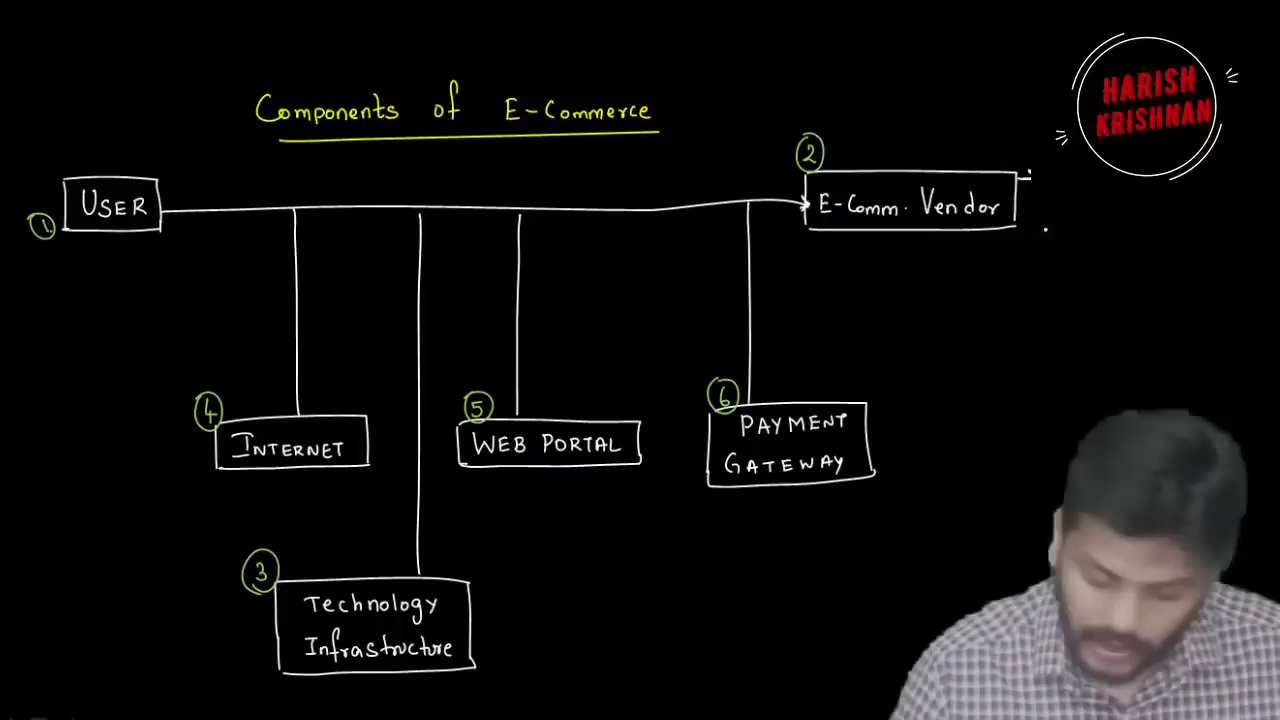 Components of E-Commerce
HARISH
KRISHNAN
2
USER
1
E-Comm. Vendor
4
INTERNET
5
WEB PORTAL
6
PAYMENT
GATEWAY
3
Technology
Infrastructure